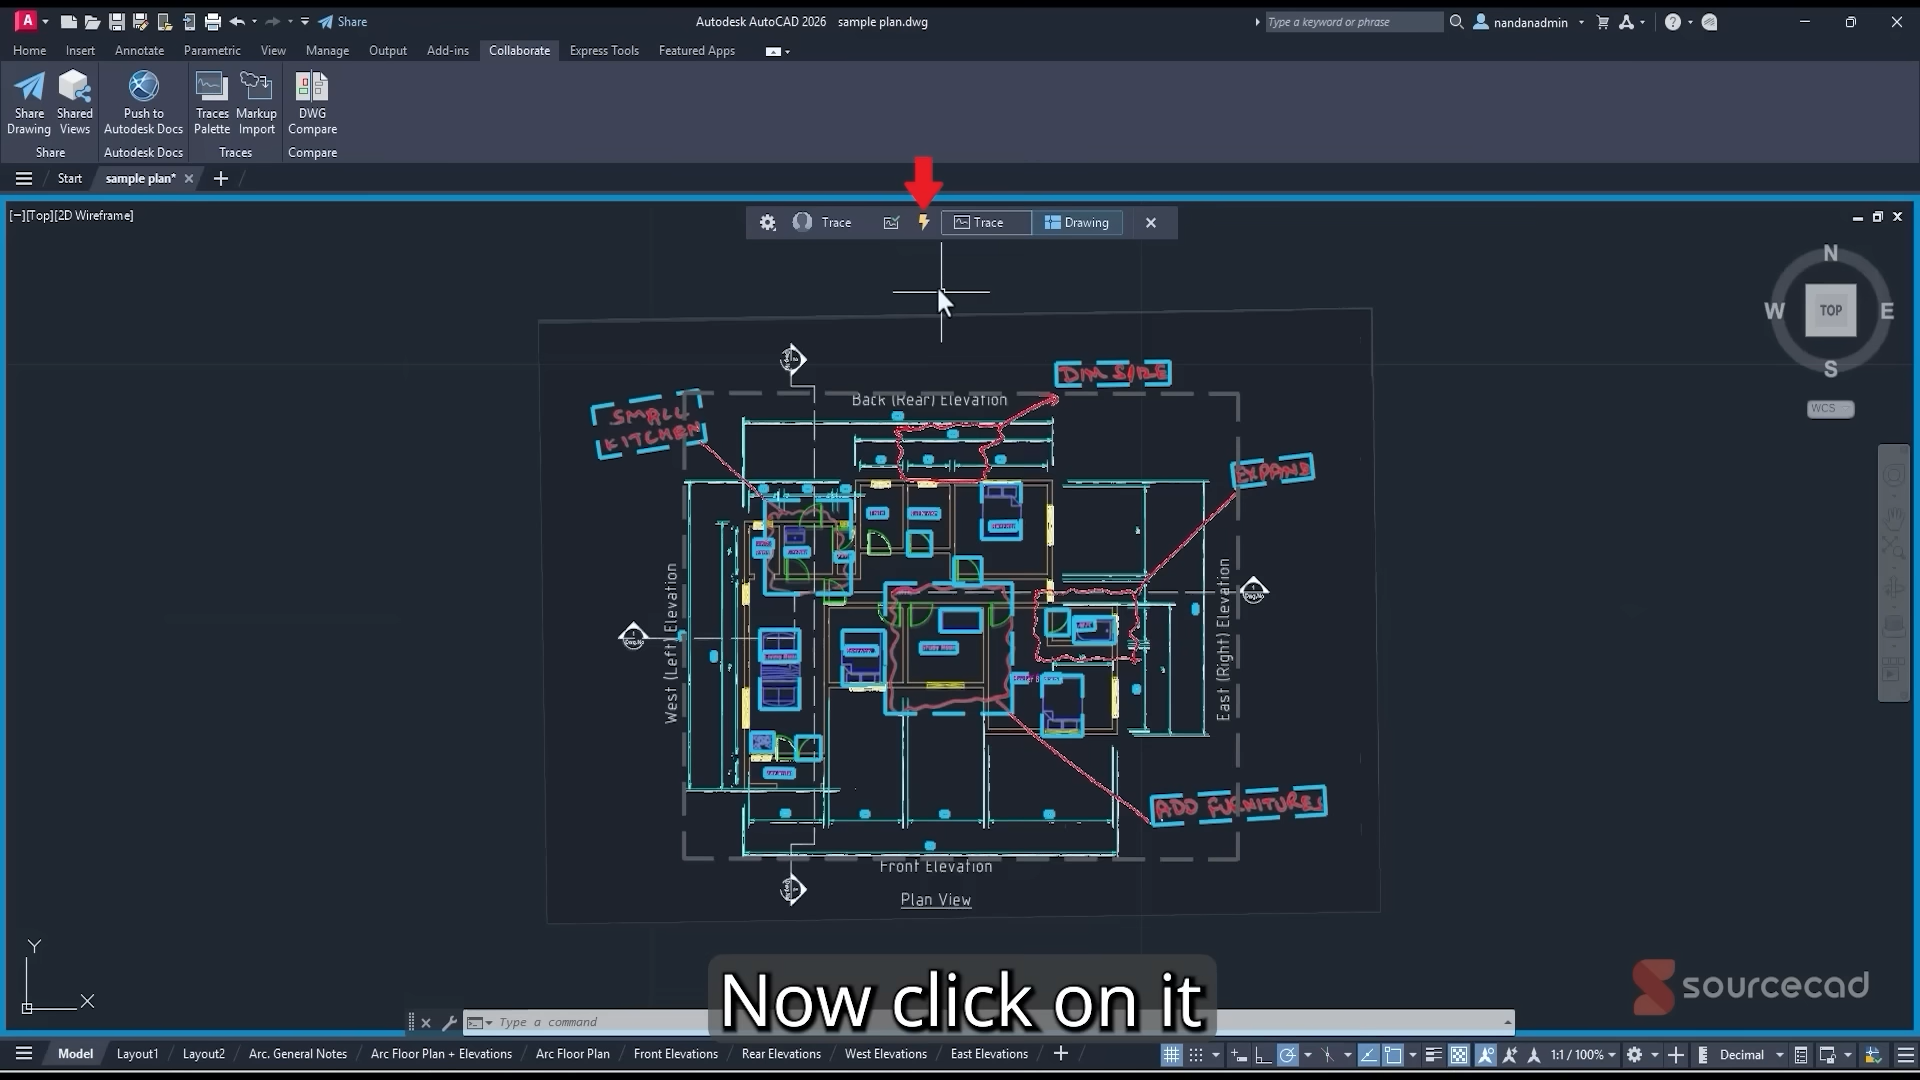 A
Share
Autodesk AutoCAD 2026 sample plan.dwg
Type a keyword or phrase
nandanadmin
Home Insert Annotate Parametric View Manage Output Add-ins Collaborate Express Tools Featured Apps
Share Drawing
Shared Views
Push to Autodesk Docs
Traces Palette
Markup Import
DWG Compare
Share Autodesk Docs Traces Compare
Start sample plan*
[−][Top][2D Wireframe]
Trace Trace Drawing
N
W TOP E
S
WCS
DIM SIZE
Back (Rear) Elevation
SMALL
KITCHEN
EXPAND
West (Left) Elevation
East (Right) Elevation
ADD FURNITURES
Front Elevation
Plan View
Y
X
Now click on it
sourcecad
Type a command
Model Layout1 Layout2 Arc. General Notes Arc Floor Plan + Elevations Arc Floor Plan Front Elevations Rear Elevations West Elevations East Elevations
1:1 / 100% Decimal